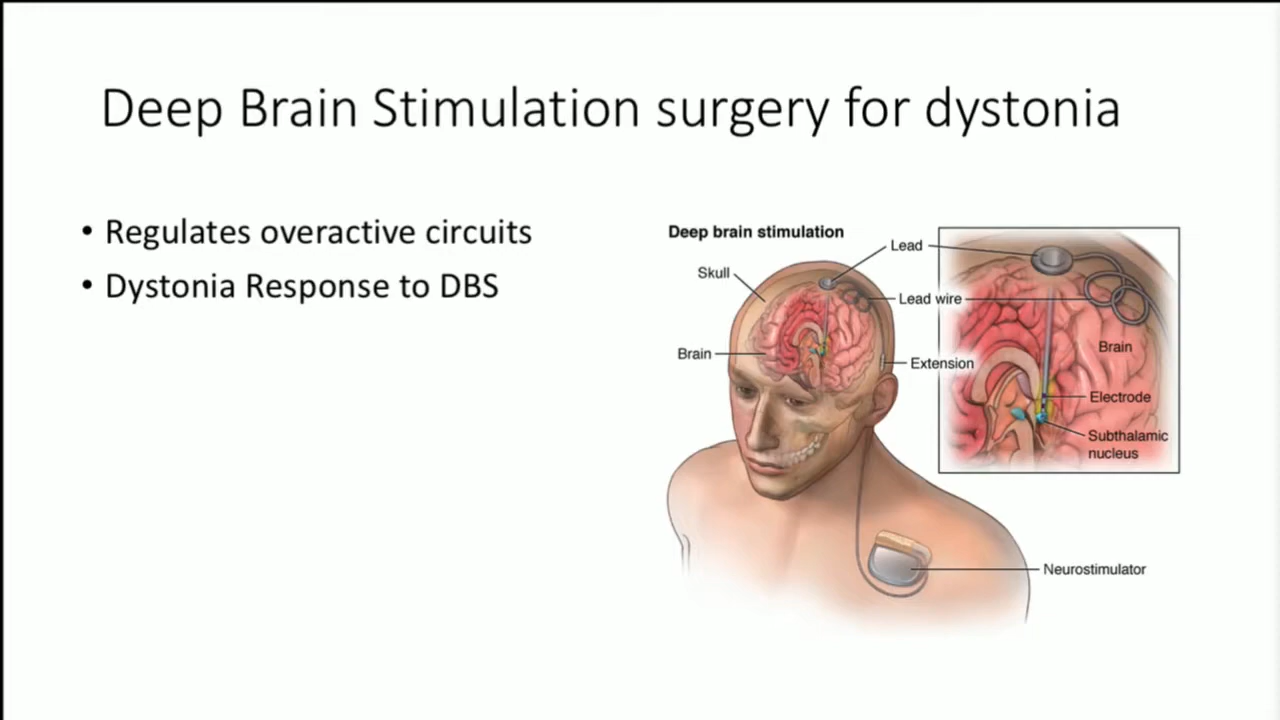 Deep Brain Stimulation surgery for dystonia
• Regulates overactive circuits
• Dystonia Response to DBS
Deep brain stimulation
Skull
Brain
Lead
Lead wire
Extension
Brain
Electrode
Subthalamic
nucleus
Neurostimulator